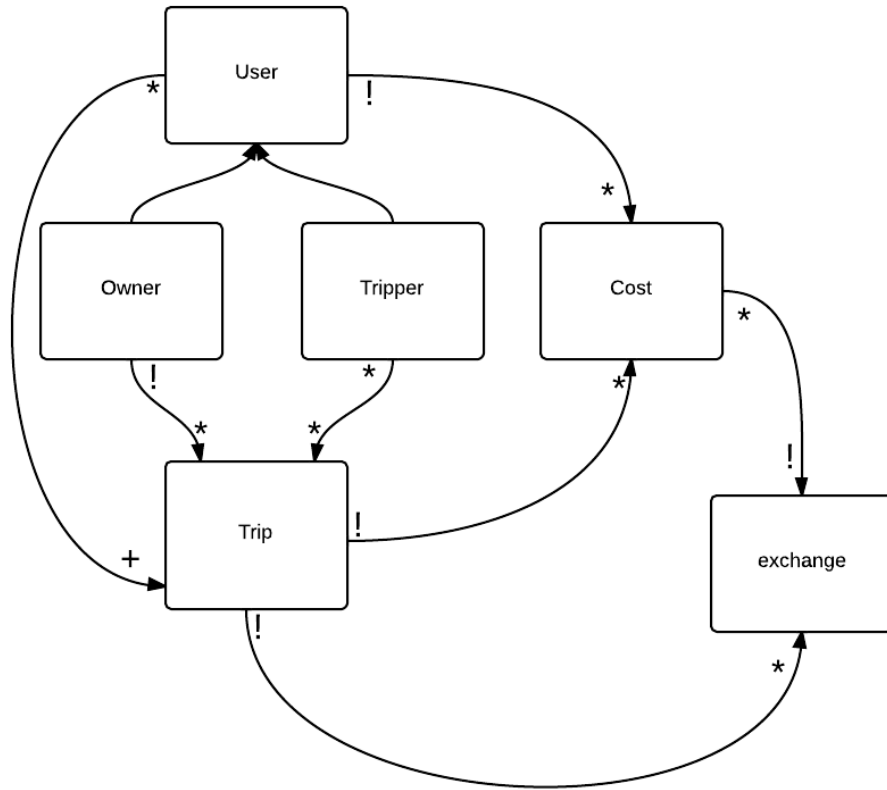 User
* !
*
Owner
Tripper
Cost
*
! * *
* *
!
Trip
!
+
exchange
!
*